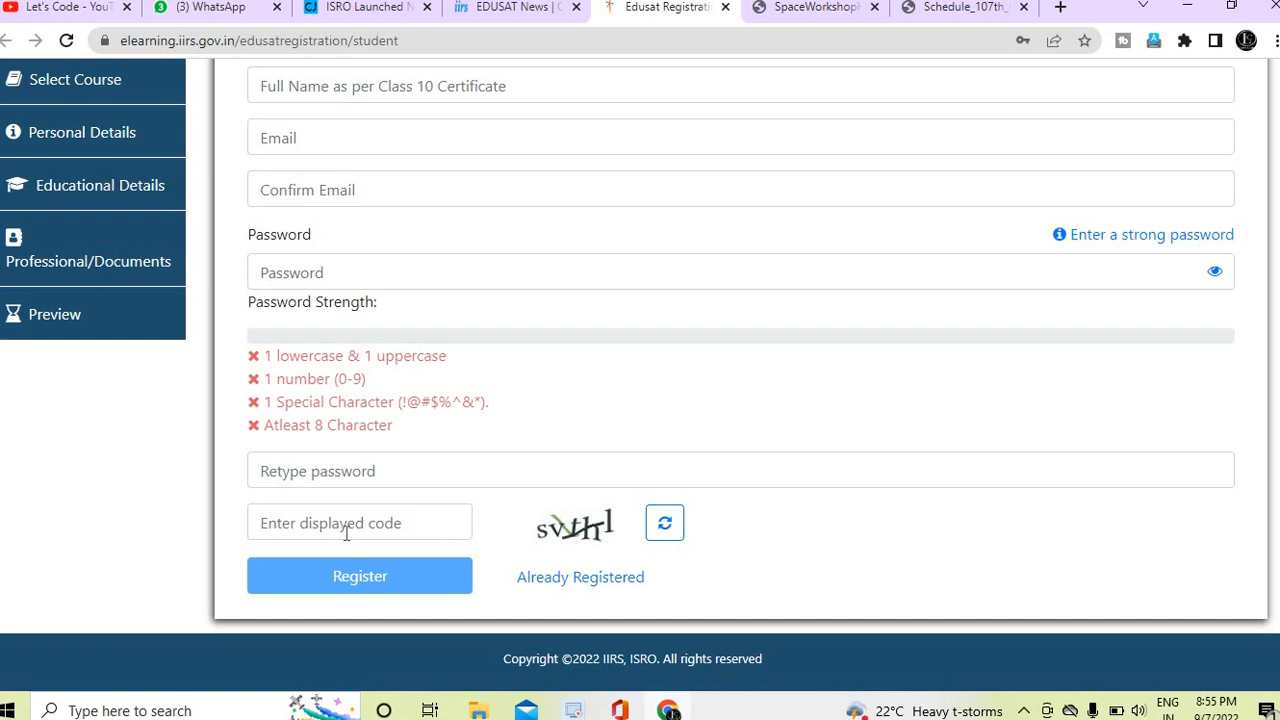 Let's Code - YouT
(3) WhatsApp
ISRO Launched N
iirs EDUSAT News | C
Edusat Registrati
SpaceWorkshopH
Schedule_107th_
elearning.iirs.gov.in/edusatregistration/student
Select Course
Personal Details
Educational Details
Professional/Documents
Preview
Full Name as per Class 10 Certificate
Email
Confirm Email
Password
Enter a strong password
Password
Password Strength:
1 lowercase & 1 uppercase
1 number (0-9)
1 Special Character (!@#$%^&*).
Atleast 8 Character
Retype password
Enter displayed code
svthl
Register
Already Registered
Copyright ©2022 IIRS, ISRO. All rights reserved
Type here to search
22°C Heavy t-storms
ENG
IN
8:55 PM